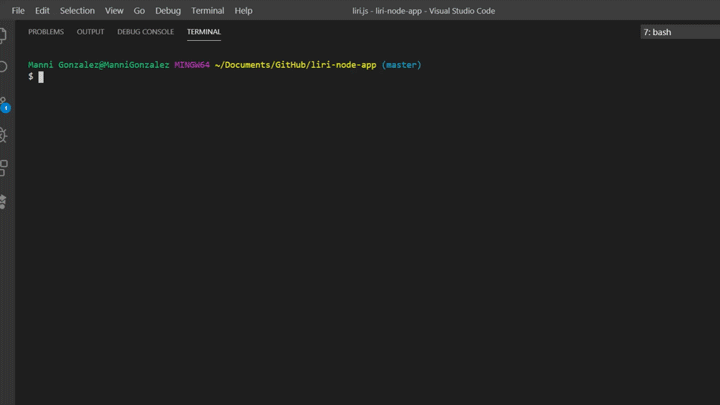 File Edit Selection View Go Debug Terminal Help liri.js - liri-node-app - Visual Studio Code
PROBLEMS OUTPUT DEBUG CONSOLE TERMINAL 7: bash
Manni Gonzalez@ManniGonzalez MINGW64 ~/Documents/GitHub/liri-node-app (master)
$